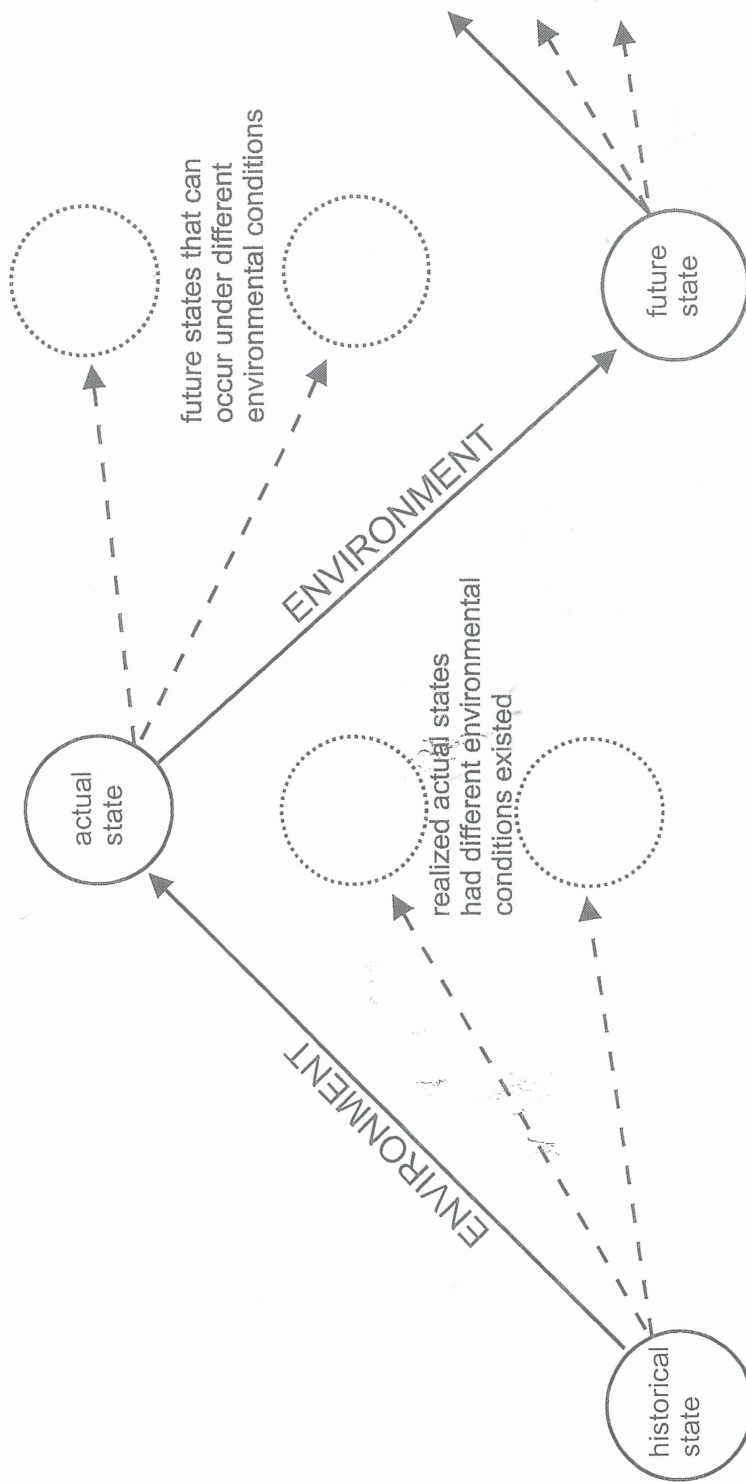 historical
state
ENVIRONMENT
actual
state
realized actual states
had different environmental
conditions existed
ENVIRONMENT
future states that can
occur under different
environmental conditions
future
state